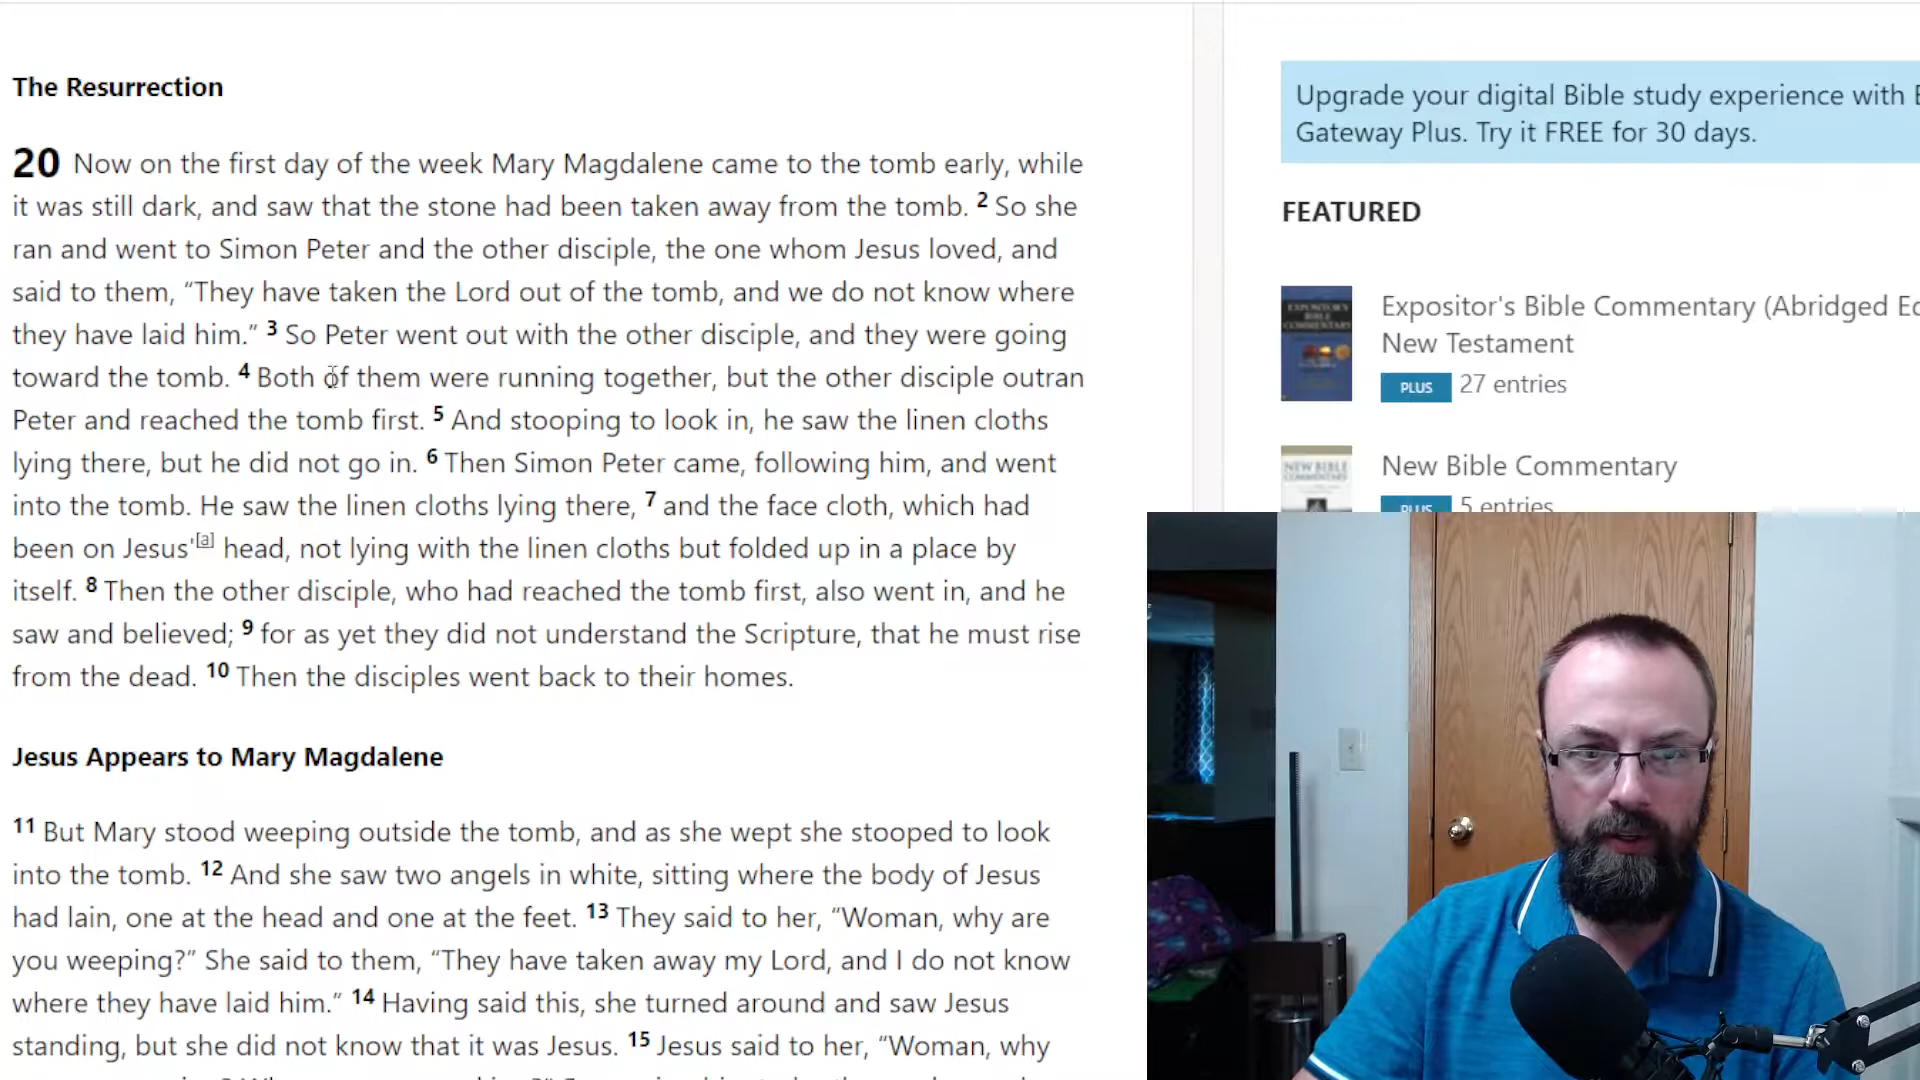 The Resurrection
20 Now on the first day of the week Mary Magdalene came to the tomb early, while
it was still dark, and saw that the stone had been taken away from the tomb. 2 So she
ran and went to Simon Peter and the other disciple, the one whom Jesus loved, and
said to them, “They have taken the Lord out of the tomb, and we do not know where
they have laid him.” 3 So Peter went out with the other disciple, and they were going
toward the tomb. 4 Both of them were running together, but the other disciple outran
Peter and reached the tomb first. 5 And stooping to look in, he saw the linen cloths
lying there, but he did not go in. 6 Then Simon Peter came, following him, and went
into the tomb. He saw the linen cloths lying there, 7 and the face cloth, which had
been on Jesus'[a] head, not lying with the linen cloths but folded up in a place by
itself. 8 Then the other disciple, who had reached the tomb first, also went in, and he
saw and believed; 9 for as yet they did not understand the Scripture, that he must rise
from the dead. 10 Then the disciples went back to their homes.
Jesus Appears to Mary Magdalene
11 But Mary stood weeping outside the tomb, and as she wept she stooped to look
into the tomb. 12 And she saw two angels in white, sitting where the body of Jesus
had lain, one at the head and one at the feet. 13 They said to her, “Woman, why are
you weeping?” She said to them, “They have taken away my Lord, and I do not know
where they have laid him.” 14 Having said this, she turned around and saw Jesus
standing, but she did not know that it was Jesus. 15 Jesus said to her, “Woman, why
Upgrade your digital Bible study experience with
Gateway Plus. Try it FREE for 30 days.
FEATURED
EXPOSITOR'S
BIBLE
COMMENTARY
Expositor's Bible Commentary (Abridged
New Testament
PLUS 27 entries
NEW BIBLE
COMMENTARY
New Bible Commentary
PLUS 5 entries